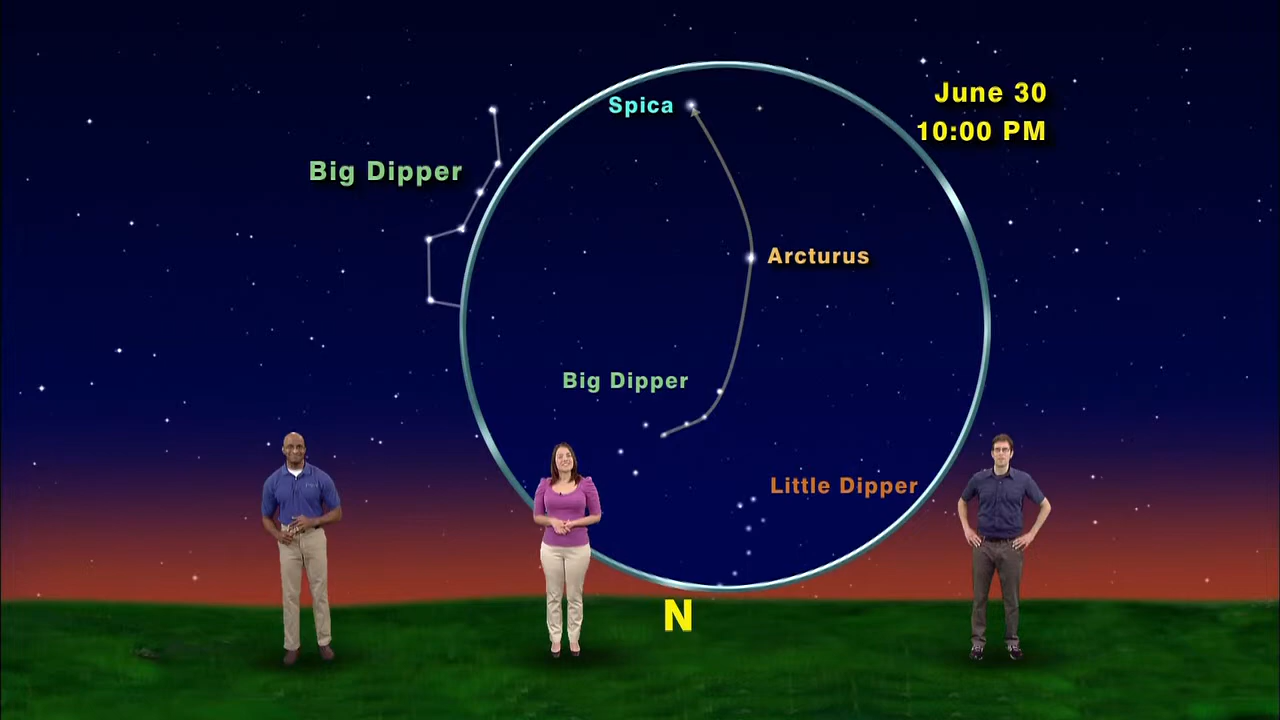 June 30
10:00 PM
Spica
Big Dipper
Arcturus
Big Dipper
Little Dipper
N